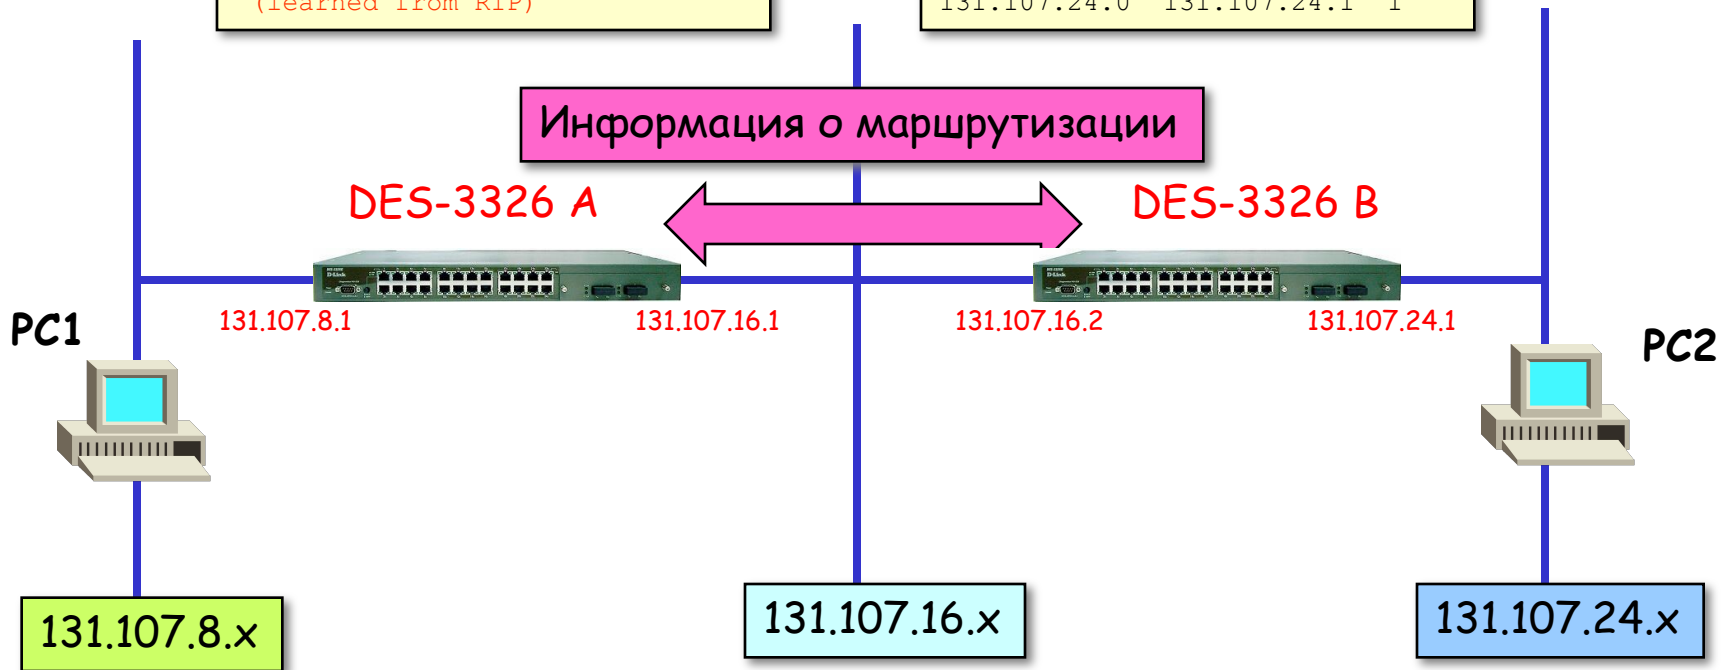 (learned from RIP)
131.107.24.0 131.107.24.1 1
Информация о маршрутизации
DES-3326 A
DES-3326 B
D-Link
D-Link
131.107.8.1
131.107.16.1
131.107.16.2
131.107.24.1
PC1
PC2
131.107.8.x
131.107.16.x
131.107.24.x